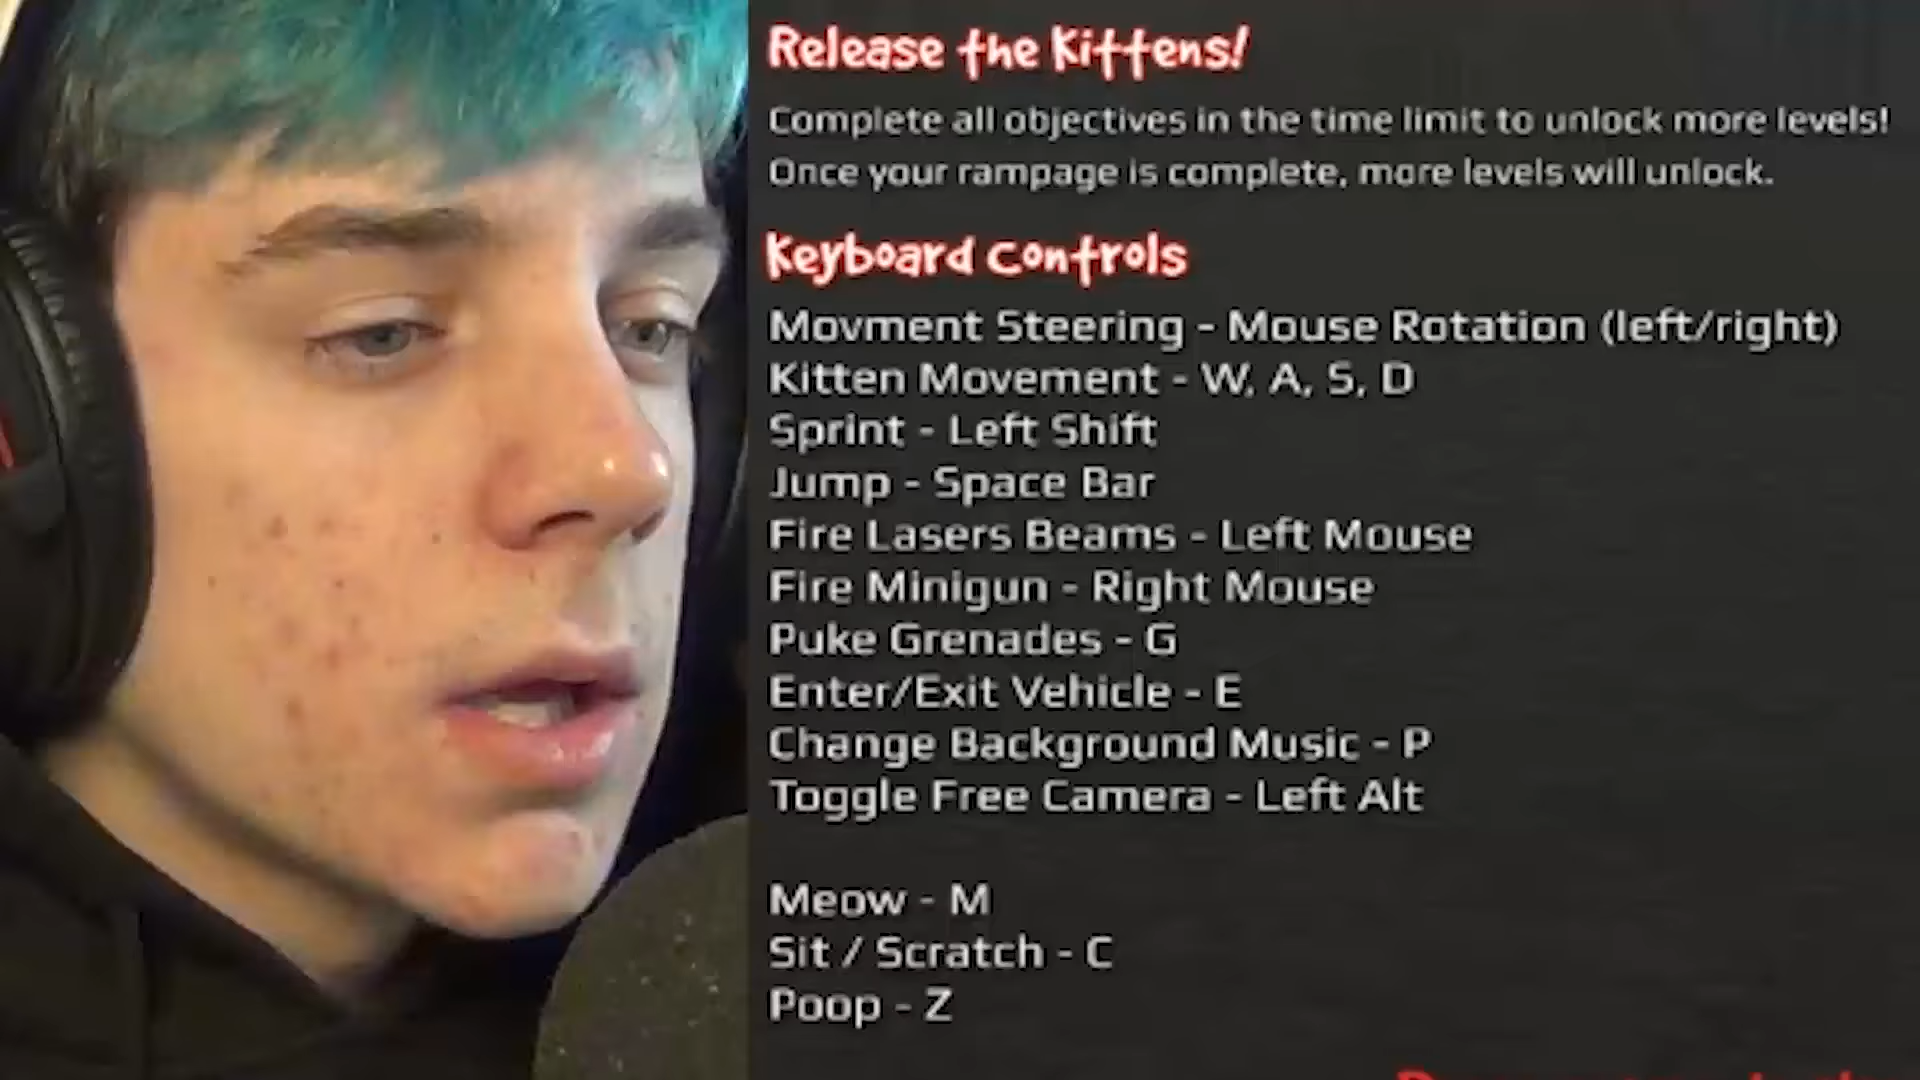 Release the Kittens!
Complete all objectives in the time limit to unlock more levels!
Once your rampage is complete, more levels will unlock.
Keyboard Controls
Movment Steering - Mouse Rotation (left/right)
Kitten Movement - W, A, S, D
Sprint - Left Shift
Jump - Space Bar
Fire Lasers Beams - Left Mouse
Fire Minigun - Right Mouse
Puke Grenades - G
Enter/Exit Vehicle - E
Change Background Music - P
Toggle Free Camera - Left Alt
Meow - M
Sit / Scratch - C
Poop - Z